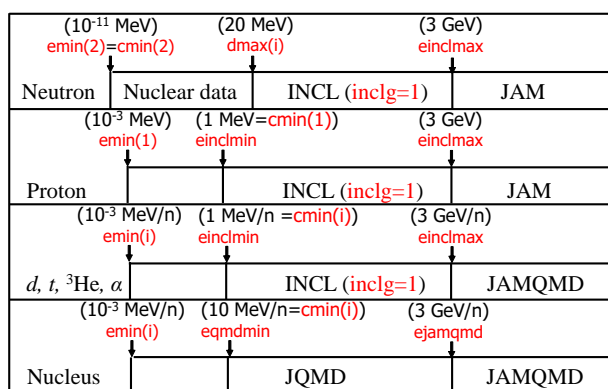 (10⁻¹¹ MeV) (20 MeV) (3 GeV)
emin(2)=cmin(2) dmax(i) einclmax
Neutron Nuclear data INCL (inclg=1) JAM
(10⁻³ MeV) (1 MeV=cmin(1)) (3 GeV)
emin(1) einclmin einclmax
Proton INCL (inclg=1) JAM
(10⁻³ MeV/n) (1 MeV/n =cmin(i)) (3 GeV/n)
emin(i) einclmin einclmax
d, t, ³He, α INCL (inclg=1) JAMQMD
(10⁻³ MeV/n) (10 MeV/n=cmin(i)) (3 GeV/n)
emin(i) eqmdmin ejamqmd
Nucleus JQMD JAMQMD